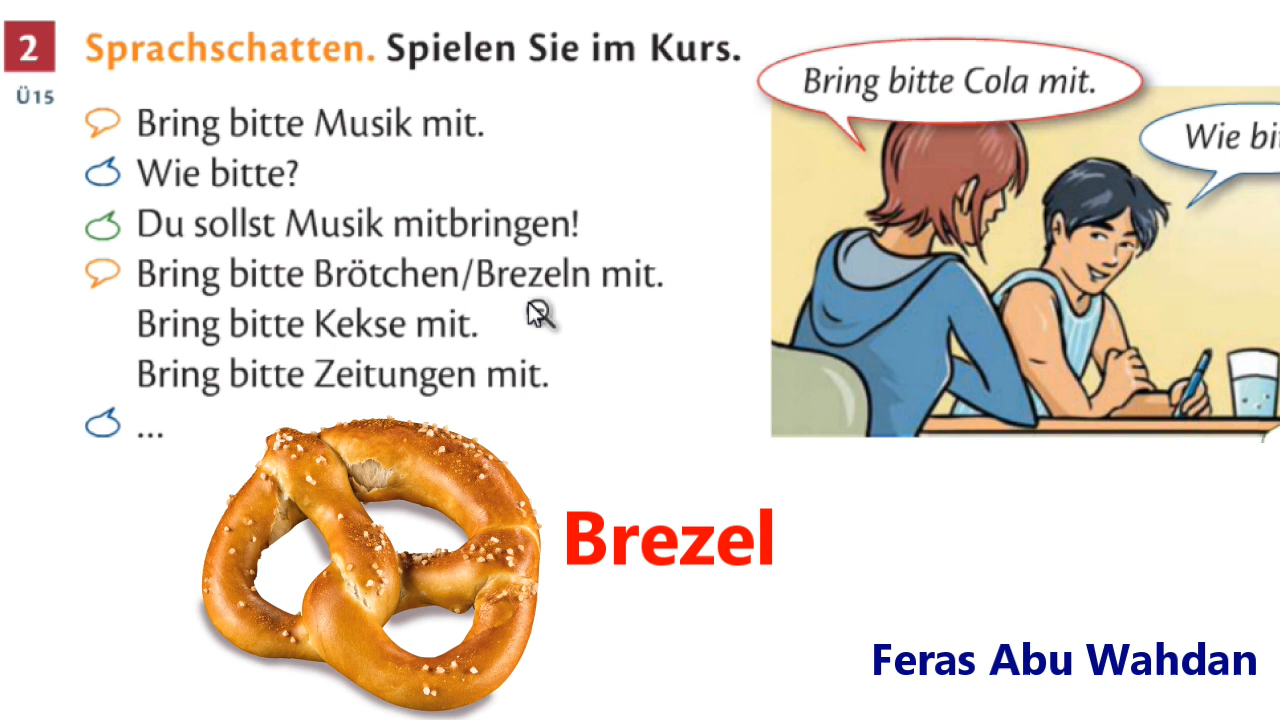 2 Sprachschatten. Spielen Sie im Kurs.
Ü15
Bring bitte Musik mit.
Wie bitte?
Du sollst Musik mitbringen!
Bring bitte Brötchen/Brezeln mit.
Bring bitte Kekse mit.
Bring bitte Zeitungen mit.
...
Bring bitte Cola mit.
Wie
Brezel
Feras Abu Wahdan